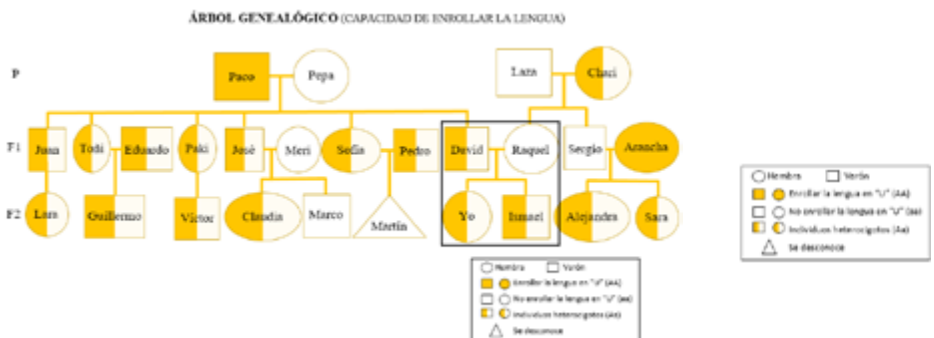 ÁRBOL GENEALÓGICO (CAPACIDAD DE ENROLLAR LA LENGUA)
P Paco Pepa Chari
F1 Juan Todi Eduardo Paki José Meri Sofía Pedro David Raquel Sergio Arancha
F2 Lara Guillermo Víctor Claudia Marco Martín Yo Ismael Alejandra Sara
Hembra Varón
Enrollar la lengua en "U" (AA)
No enrollar la lengua en "U" (aa)
Individuos heterocigotos (Aa)
Se desconoce
Hembra Varón
Enrollar la lengua en "U" (AA)
No enrollar la lengua en "U" (aa)
Individuos heterocigotos (Aa)
Se desconoce